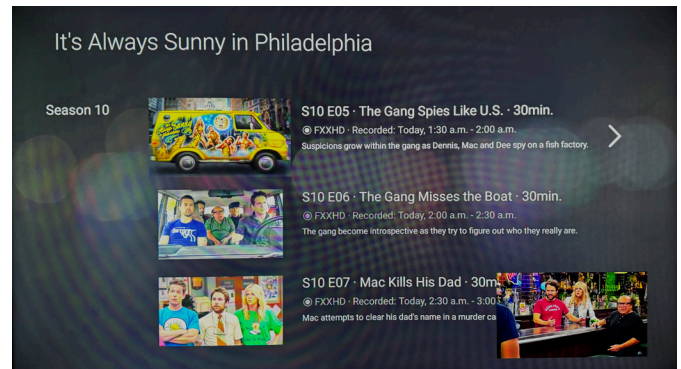 It's Always Sunny in Philadelphia
Season 10
S10 E05 · The Gang Spies Like U.S. · 30min.
FXXHD · Recorded: Today, 1:30 a.m. - 2:00 a.m.
Suspicions grow within the gang as Dennis, Mac and Dee spy on a fish factory.
S10 E06 · The Gang Misses the Boat · 30min.
FXXHD · Recorded: Today, 2:00 a.m. - 2:30 a.m.
The gang become introspective as they try to figure out who they really are.
S10 E07 · Mac Kills His Dad · 30m
FXXHD · Recorded: Today, 2:30 a.m. - 3:00
Mac attempts to clear his dad's name in a murder ca